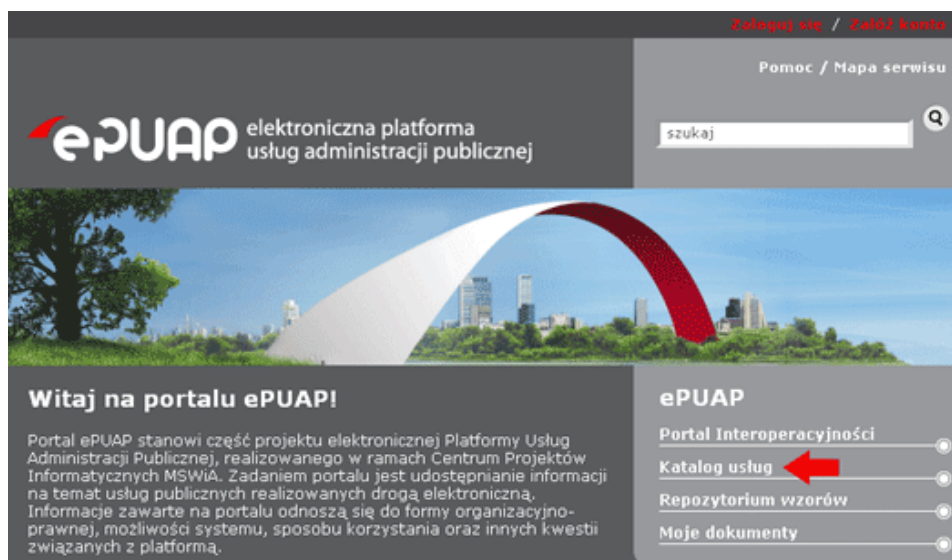 Zaloguj się / Załóż konto
Pomoc / Mapa serwisu
ePUAP elektroniczna platforma
usług administracji publicznej
szukaj
Witaj na portalu ePUAP!
Portal ePUAP stanowi część projektu elektronicznej Platformy Usług
Administracji Publicznej, realizowanego w ramach Centrum Projektów
Informatycznych MSWiA. Zadaniem portalu jest udostępnianie informacji
na temat usług publicznych realizowanych drogą elektroniczną.
Informacje zawarte na portalu odnoszą się do formy organizacyjno-
prawnej, możliwości systemu, sposobu korzystania oraz innych kwestii
związanych z platformą.
ePUAP
Portal Interoperacyjności
Katalog usług
Repozytorium wzorów
Moje dokumenty